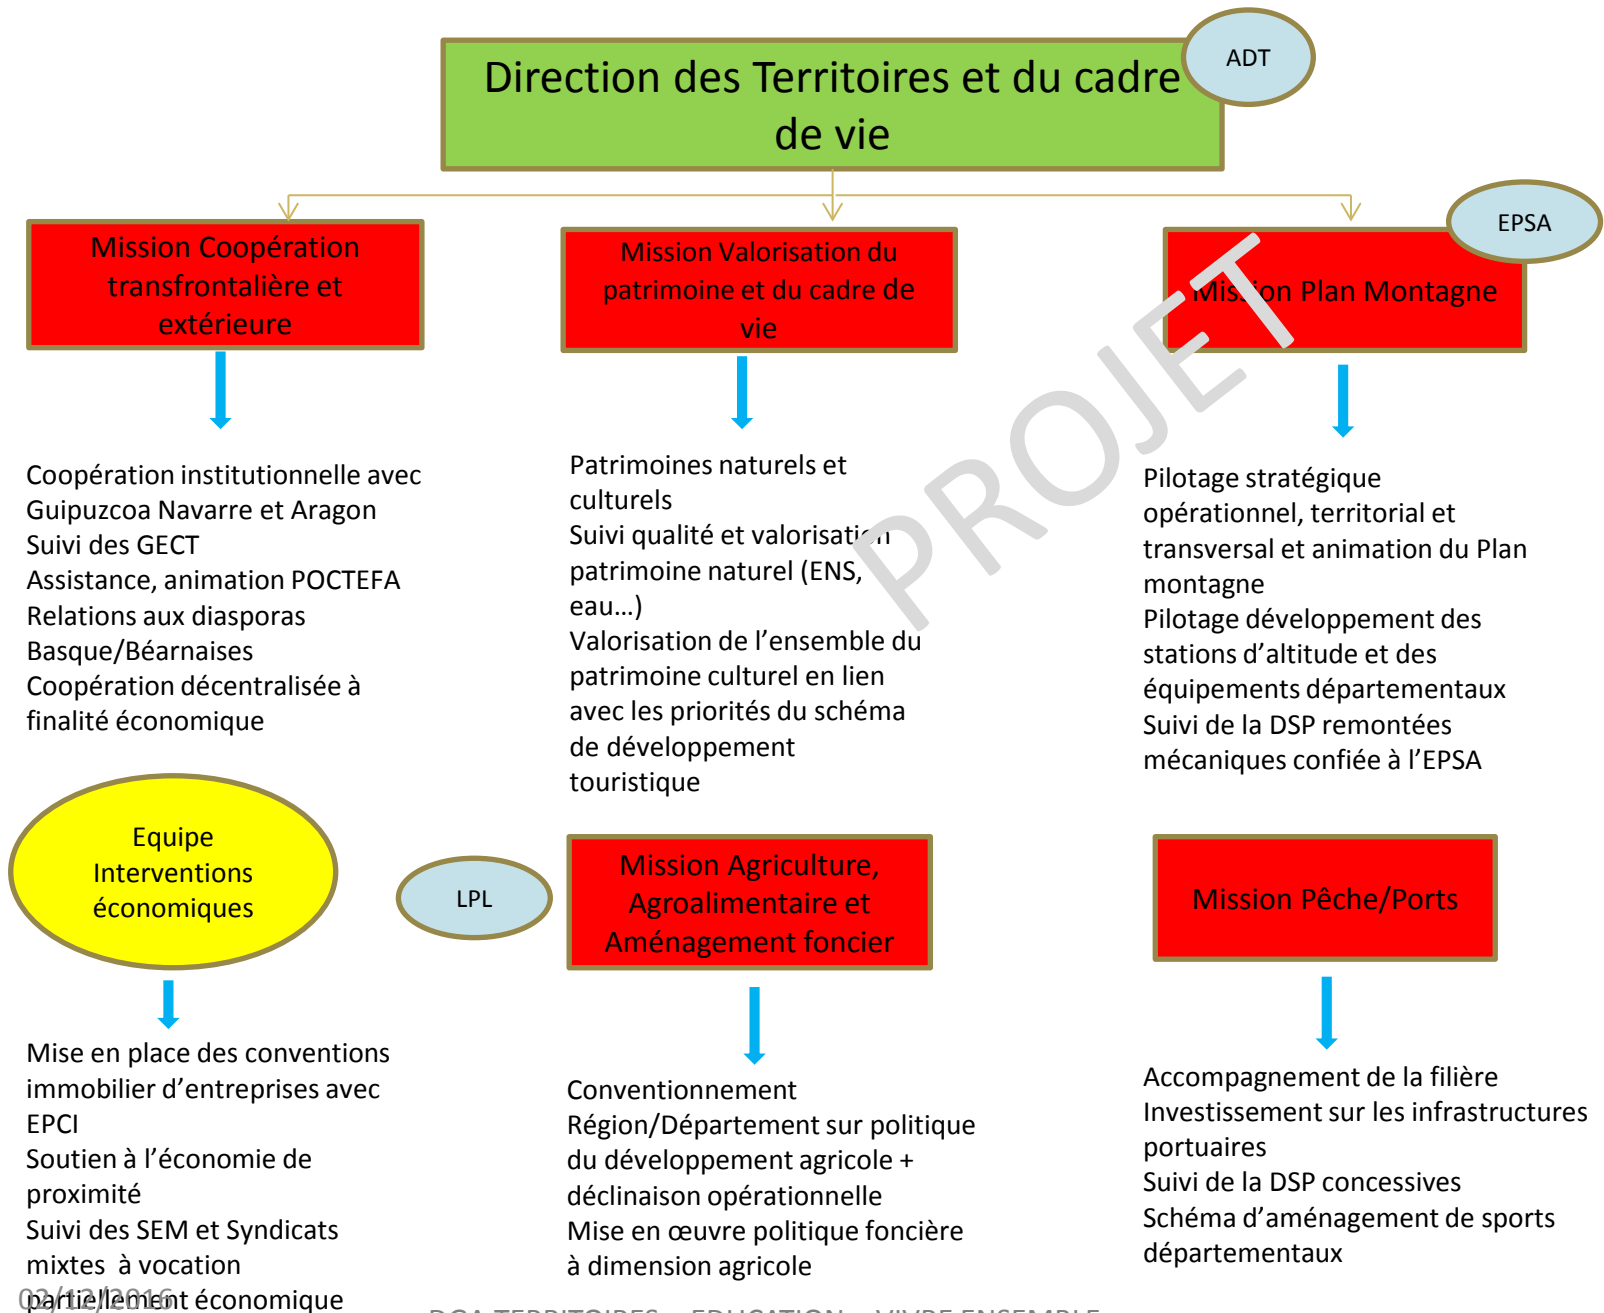 Direction des Territoires et du cadre
de vie
ADT
EPSA
Mission Coopération
transfrontalière et
extérieure
Mission Valorisation du
patrimoine et du cadre de
vie
Mission Plan Montagne
PROJET
Coopération institutionnelle avec
Guipuzcoa Navarre et Aragon
Suivi des GECT
Assistance, animation POCTEFA
Relations aux diasporas
Basque/Béarnaises
Coopération décentralisée à
finalité économique
Patrimoines naturels et
culturels
Suivi qualité et valorisation
patrimoine naturel (ENS,
eau…)
Valorisation de l’ensemble du
patrimoine culturel en lien
avec les priorités du schéma
de développement
touristique
Pilotage stratégique
opérationnel, territorial et
transversal et animation du Plan
montagne
Pilotage développement des
stations d’altitude et des
équipements départementaux
Suivi de la DSP remontées
mécaniques confiée à l’EPSA
Equipe
Interventions
économiques
LPL
Mission Agriculture,
Agroalimentaire et
Aménagement foncier
Mission Pêche/Ports
Mise en place des conventions
immobilier d’entreprises avec
EPCI
Soutien à l’économie de
proximité
Suivi des SEM et Syndicats
mixtes à vocation
partiellement économique
Conventionnement
Région/Département sur politique
du développement agricole +
déclinaison opérationnelle
Mise en œuvre politique foncière
à dimension agricole
Accompagnement de la filière
Investissement sur les infrastructures
portuaires
Suivi de la DSP concessives
Schéma d’aménagement de sports
départementaux
02/12/2016
DGA TERRITOIRES – EDUCATION – VIVRE ENSEMBLE